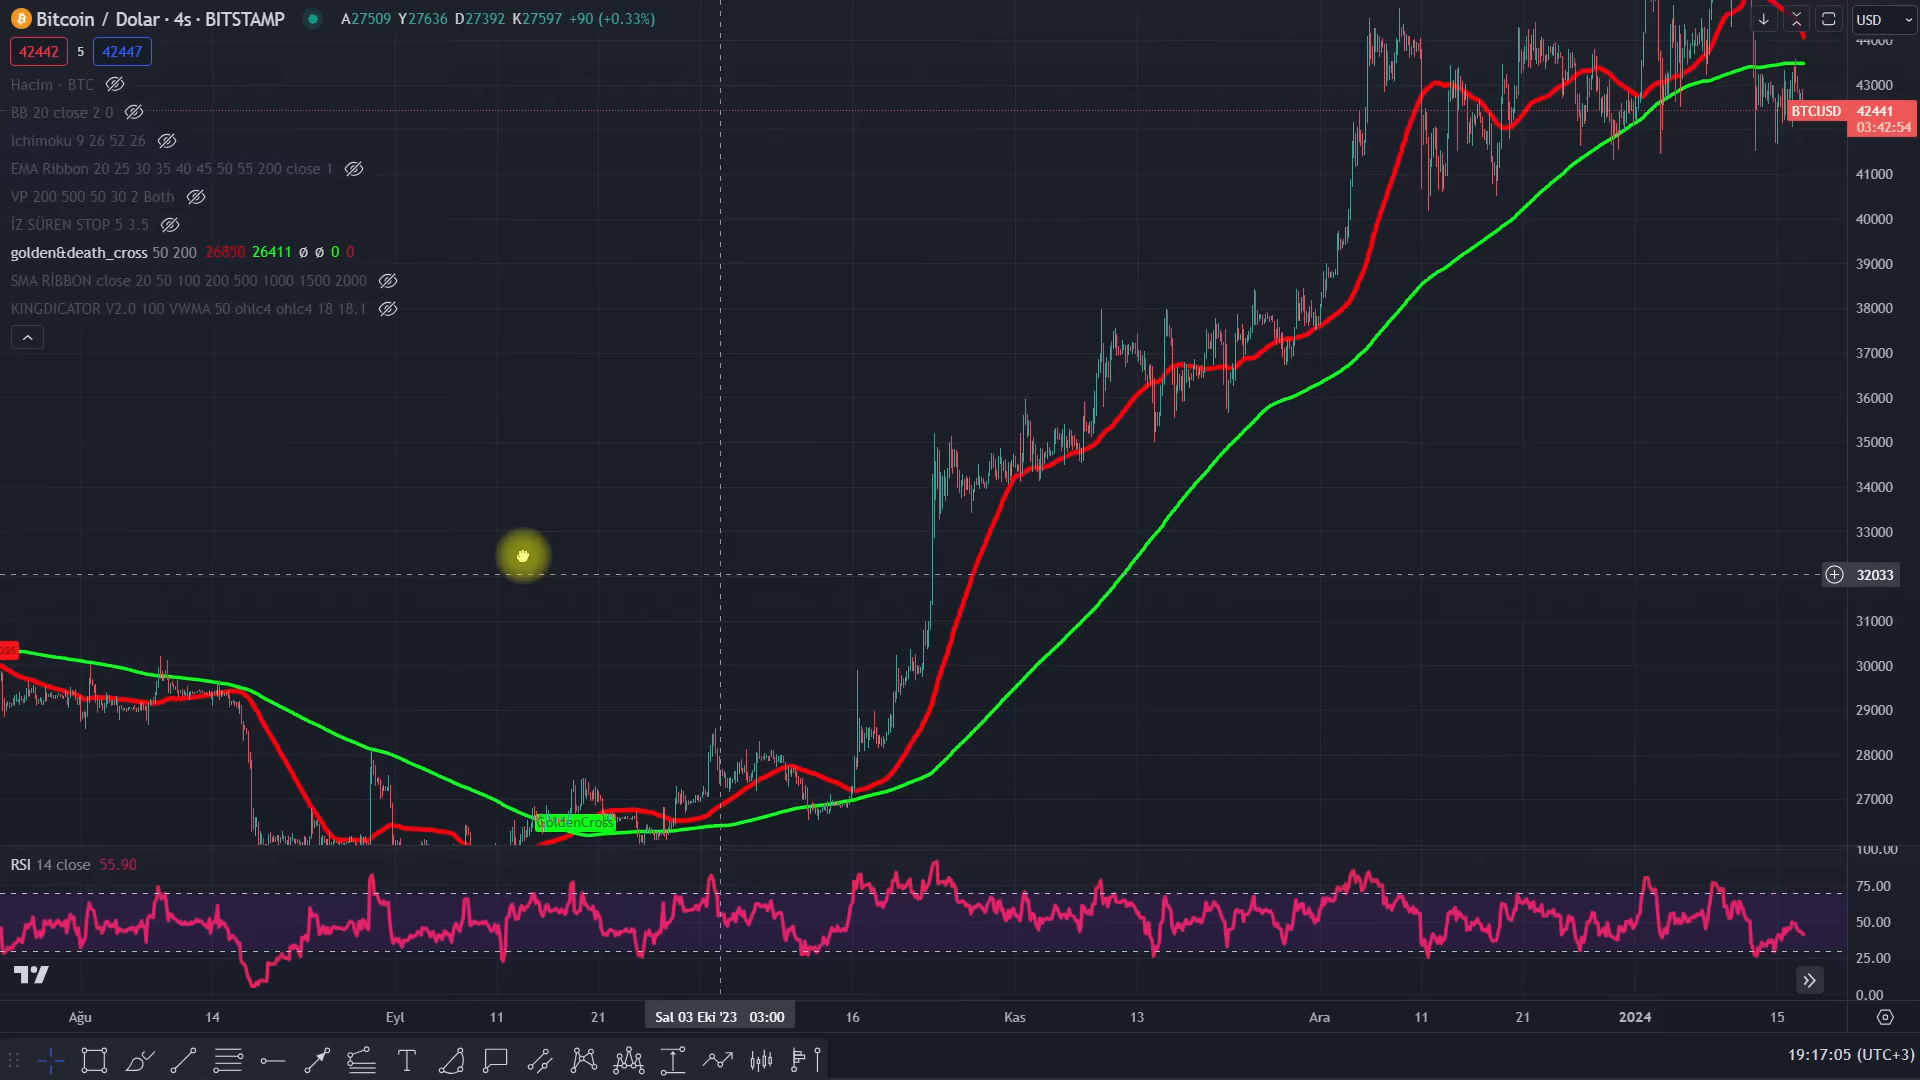 Bitcoin / Dolar · 4s · BITSTAMP A27509 Y27636 D27392 K27597 +90 (+0.33%)
USD
42442 5 42447
Hacim · BTC
BB 20 close 2 0
Ichimoku 9 26 52 26
EMA Ribbon 20 25 30 35 40 45 50 55 200 close 1
VP 200 500 50 30 2 Both
İZ SÜREN STOP 5 3.5
golden&death_cross 50 200 26850 26411 ø ø 0 0
SMA RİBBON close 20 50 100 200 500 1000 1500 2000
KINGDICATOR V2.0 100 VWMA 50 ohlc4 ohlc4 18 18.1
44000
43000
BTCUSD 42441
03:42:54
41000
40000
39000
38000
37000
36000
35000
34000
33000
32033
31000
30000
29000
28000
27000
oss
GoldenCross
RSI 14 close 55.90
100.00
75.00
50.00
25.00
0.00
Ağu 14 Eyl 11 21 Sal 03 Eki '23 03:00 16 Kas 13 Ara 11 21 2024 15
19:17:05 (UTC+3)